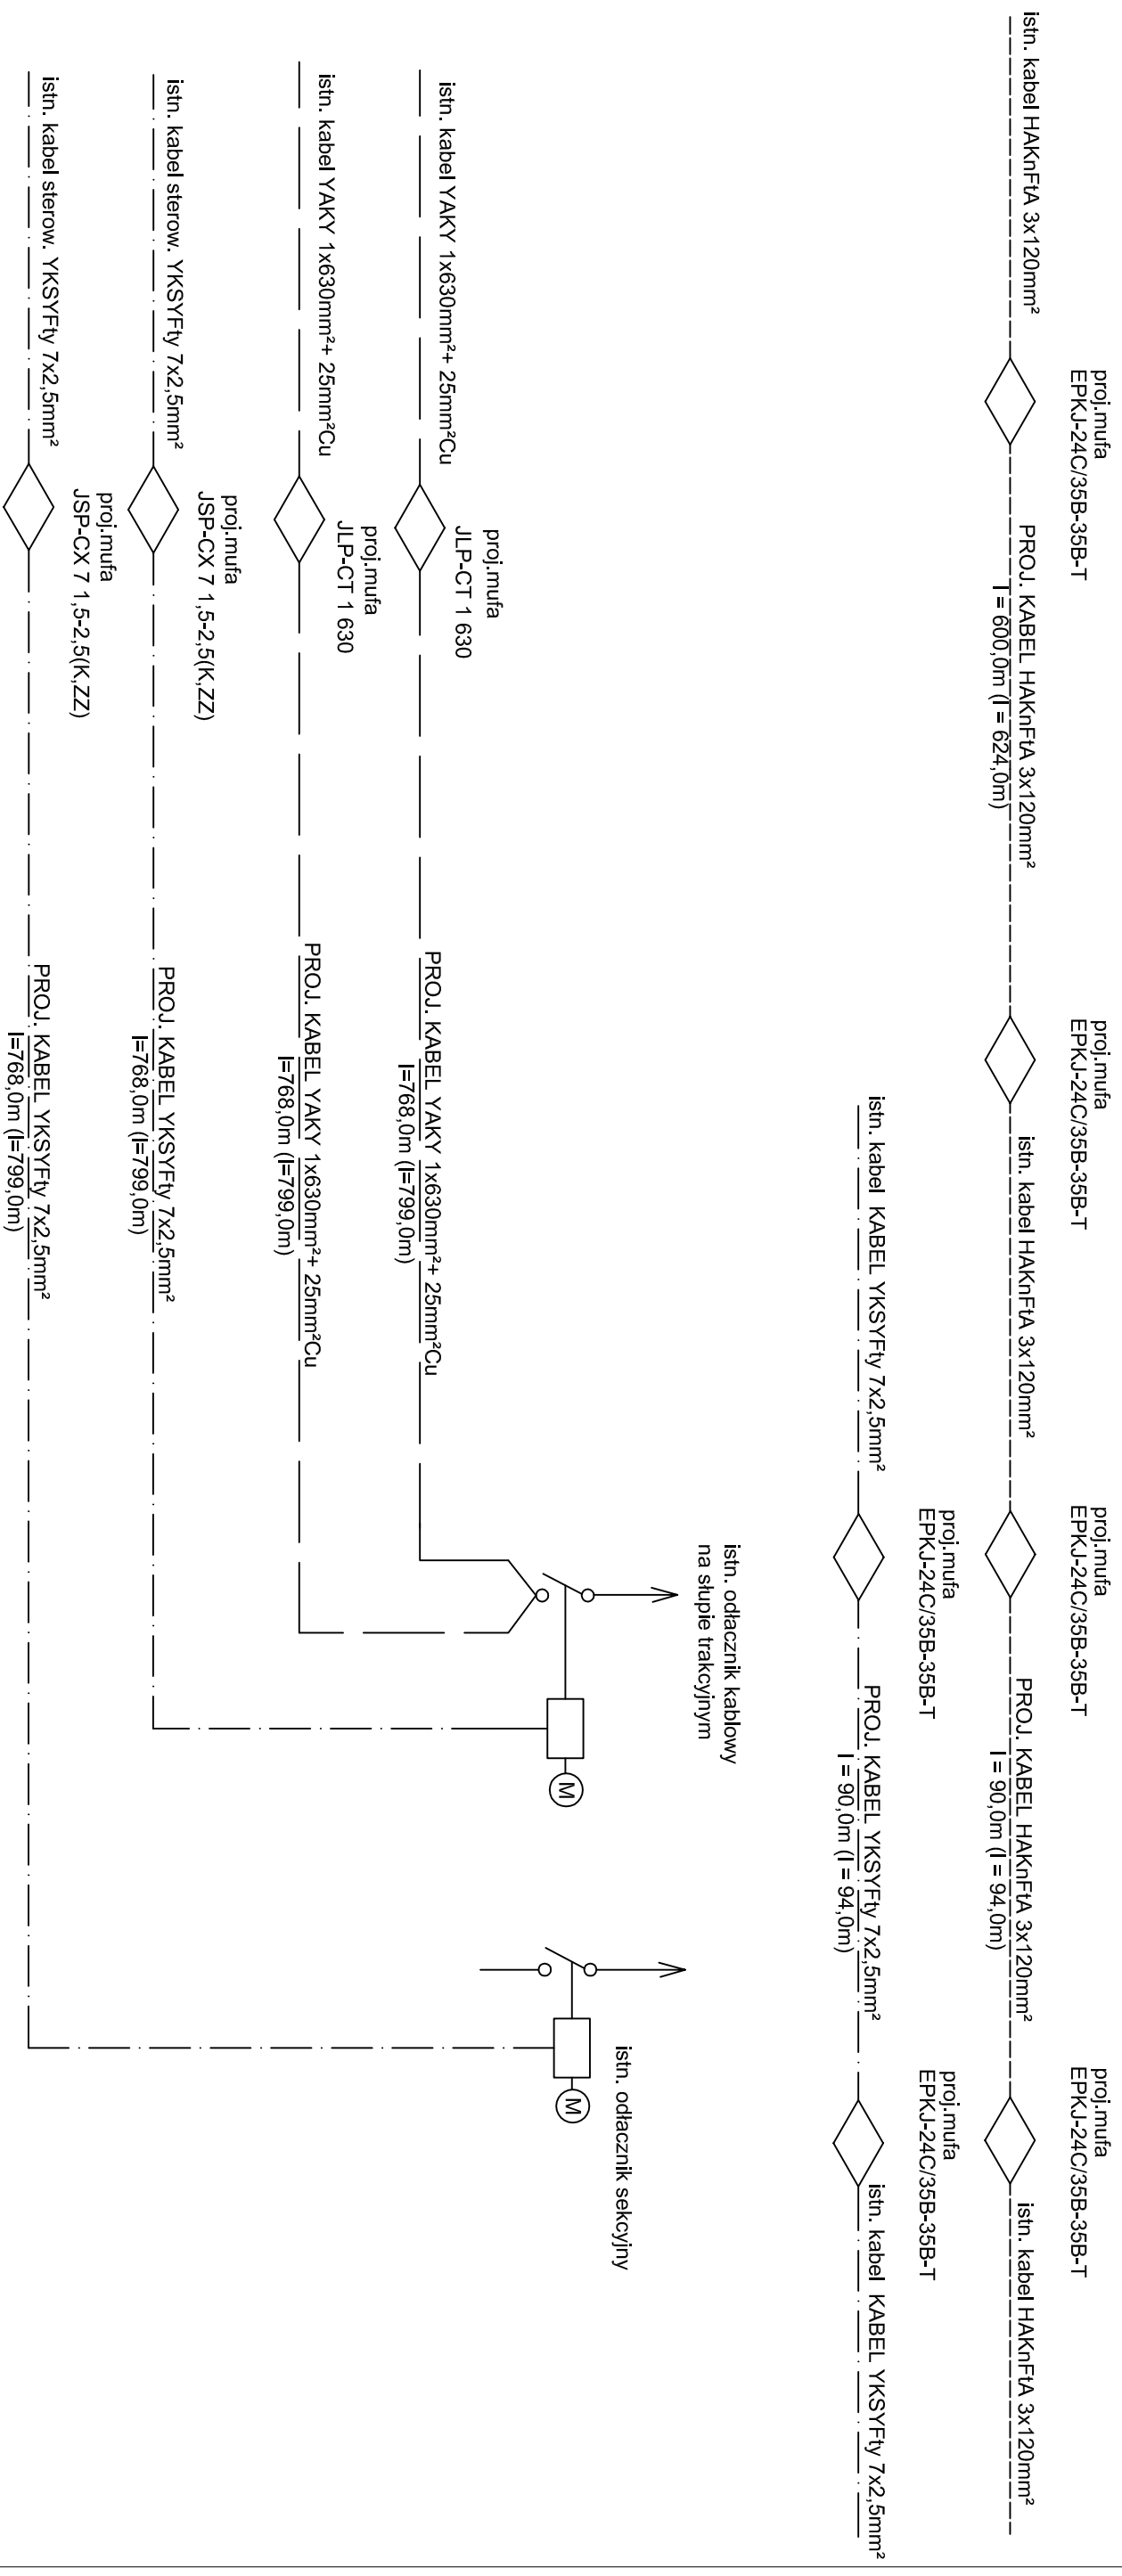 proj.mufa
EPKJ-24C/35B-35B-T
proj.mufa
EPKJ-24C/35B-35B-T
proj.mufa
EPKJ-24C/35B-35B-T
proj.mufa
EPKJ-24C/35B-35B-T
istn. kabel HAKnFtA 3x120mm²
PROJ. KABEL HAKnFtA 3x120mm²
l = 600,0m (l = 624,0m)
istn. kabel HAKnFtA 3x120mm²
PROJ. KABEL HAKnFtA 3x120mm²
l = 90,0m (l = 94,0m)
istn. kabel HAKnFtA 3x120mm²
proj.mufa
EPKJ-24C/35B-35B-T
proj.mufa
EPKJ-24C/35B-35B-T
istn. kabel KABEL YKSYFty 7x2,5mm²
PROJ. KABEL YKSYFty 7x2,5mm²
l = 90,0m (l = 94,0m)
istn. kabel KABEL YKSYFty 7x2,5mm²
istn. odłacznik kablowy
na słupie trakcyjnym
M
istn. odłacznik sekcyjny
M
proj.mufa
JLP-CT 1 630
istn. kabel YAKY 1x630mm²+ 25mm²Cu
PROJ. KABEL YAKY 1x630mm²+ 25mm²Cu
l=768,0m (l=799,0m)
proj.mufa
JLP-CT 1 630
istn. kabel YAKY 1x630mm²+ 25mm²Cu
PROJ. KABEL YAKY 1x630mm²+ 25mm²Cu
l=768,0m (l=799,0m)
proj.mufa
JSP-CX 7 1,5-2,5(K,ZZ)
istn. kabel sterow. YKSYFty 7x2,5mm²
PROJ. KABEL YKSYFty 7x2,5mm²
l=768,0m (l=799,0m)
proj.mufa
JSP-CX 7 1,5-2,5(K,ZZ)
istn. kabel sterow. YKSYFty 7x2,5mm²
PROJ. KABEL YKSYFty 7x2,5mm²
l=768,0m (l=799,0m)